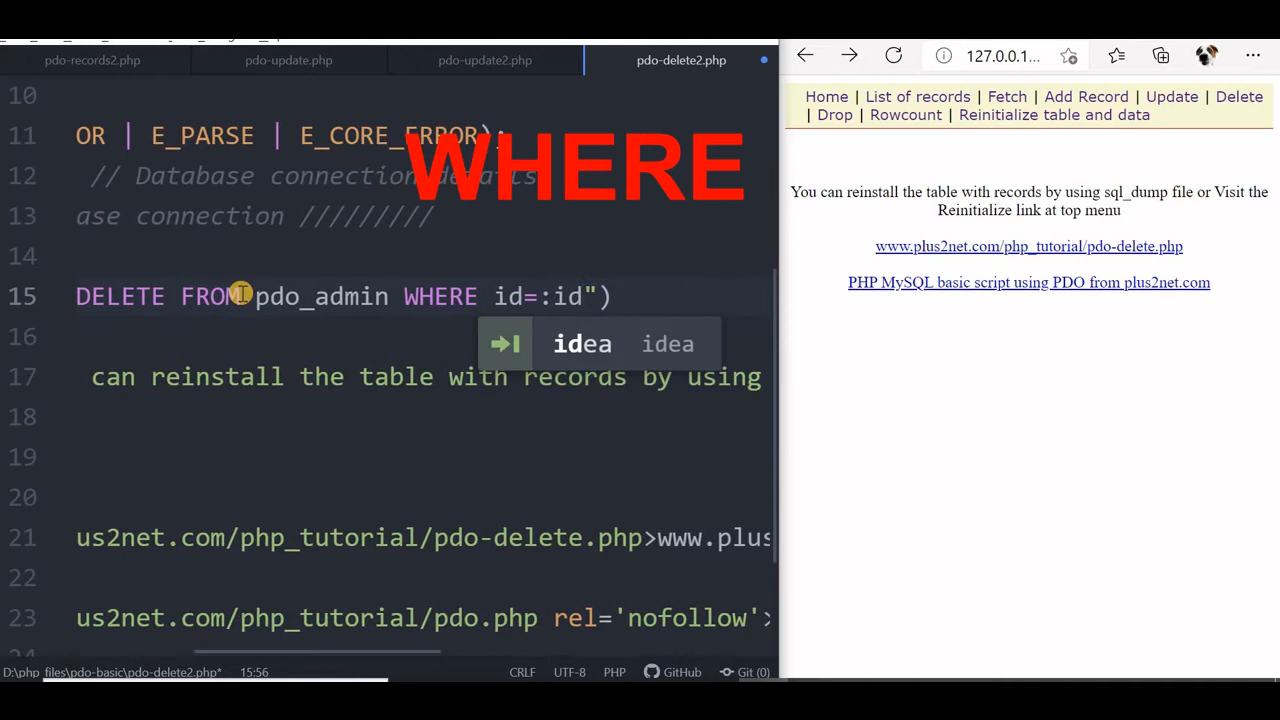 pdo-records2.php
pdo-update.php
pdo-update2.php
pdo-delete2.php
10
11 OR | E_PARSE | E_CORE_ERROR);
WHERE
12 // Database connection details
13 ase connection /////////
14
15 DELETE FROM pdo_admin WHERE id=:id")
idea idea
16
17 can reinstall the table with records by using
18
19
20
21 us2net.com/php_tutorial/pdo-delete.php>www.plus
22
23 us2net.com/php_tutorial/pdo.php rel='nofollow'>
D:\php_files\pdo-basic\pdo-delete2.php* 15:56 CRLF UTF-8 PHP GitHub Git (0)
127.0.0.1...
Home | List of records | Fetch | Add Record | Update | Delete
| Drop | Rowcount | Reinitialize table and data
You can reinstall the table with records by using sql_dump file or Visit the
Reinitialize link at top menu
www.plus2net.com/php_tutorial/pdo-delete.php
PHP MySQL basic script using PDO from plus2net.com